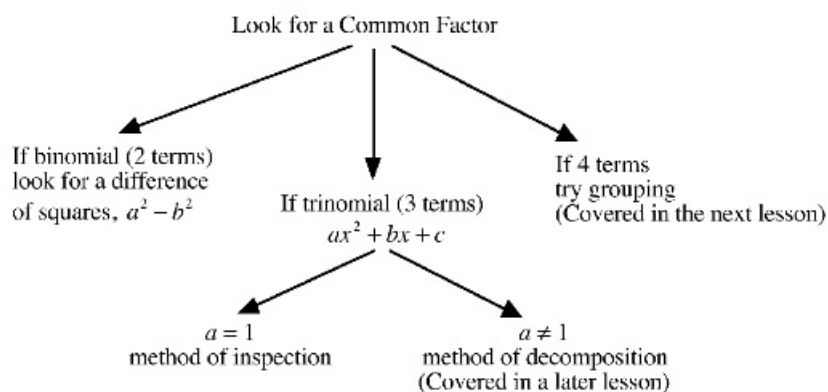 Look for a Common Factor
If binomial (2 terms)
look for a difference
of squares, a² – b²
If trinomial (3 terms)
ax² + bx + c
If 4 terms
try grouping
(Covered in the next lesson)
a = 1
method of inspection
a ≠ 1
method of decomposition
(Covered in a later lesson)